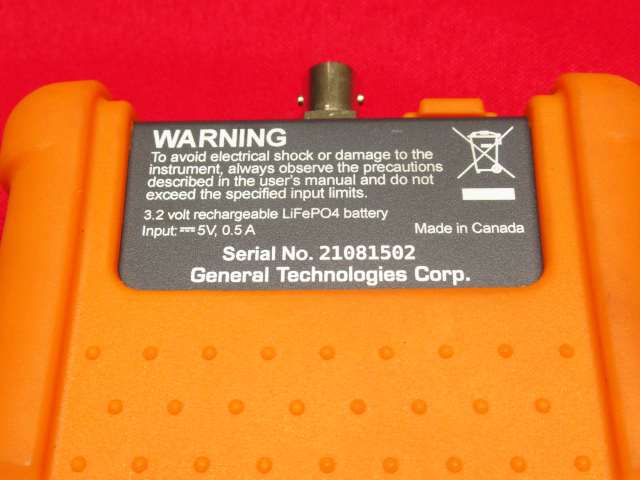 WARNING
To avoid electrical shock or damage to the
instrument, always observe the precautions
described in the user's manual and do not
exceed the specified input limits.
3.2 volt rechargeable LiFePO4 battery
Input: ⎓ 5V, 0.5 A
Made in Canada
Serial No. 21081502
General Technologies Corp.